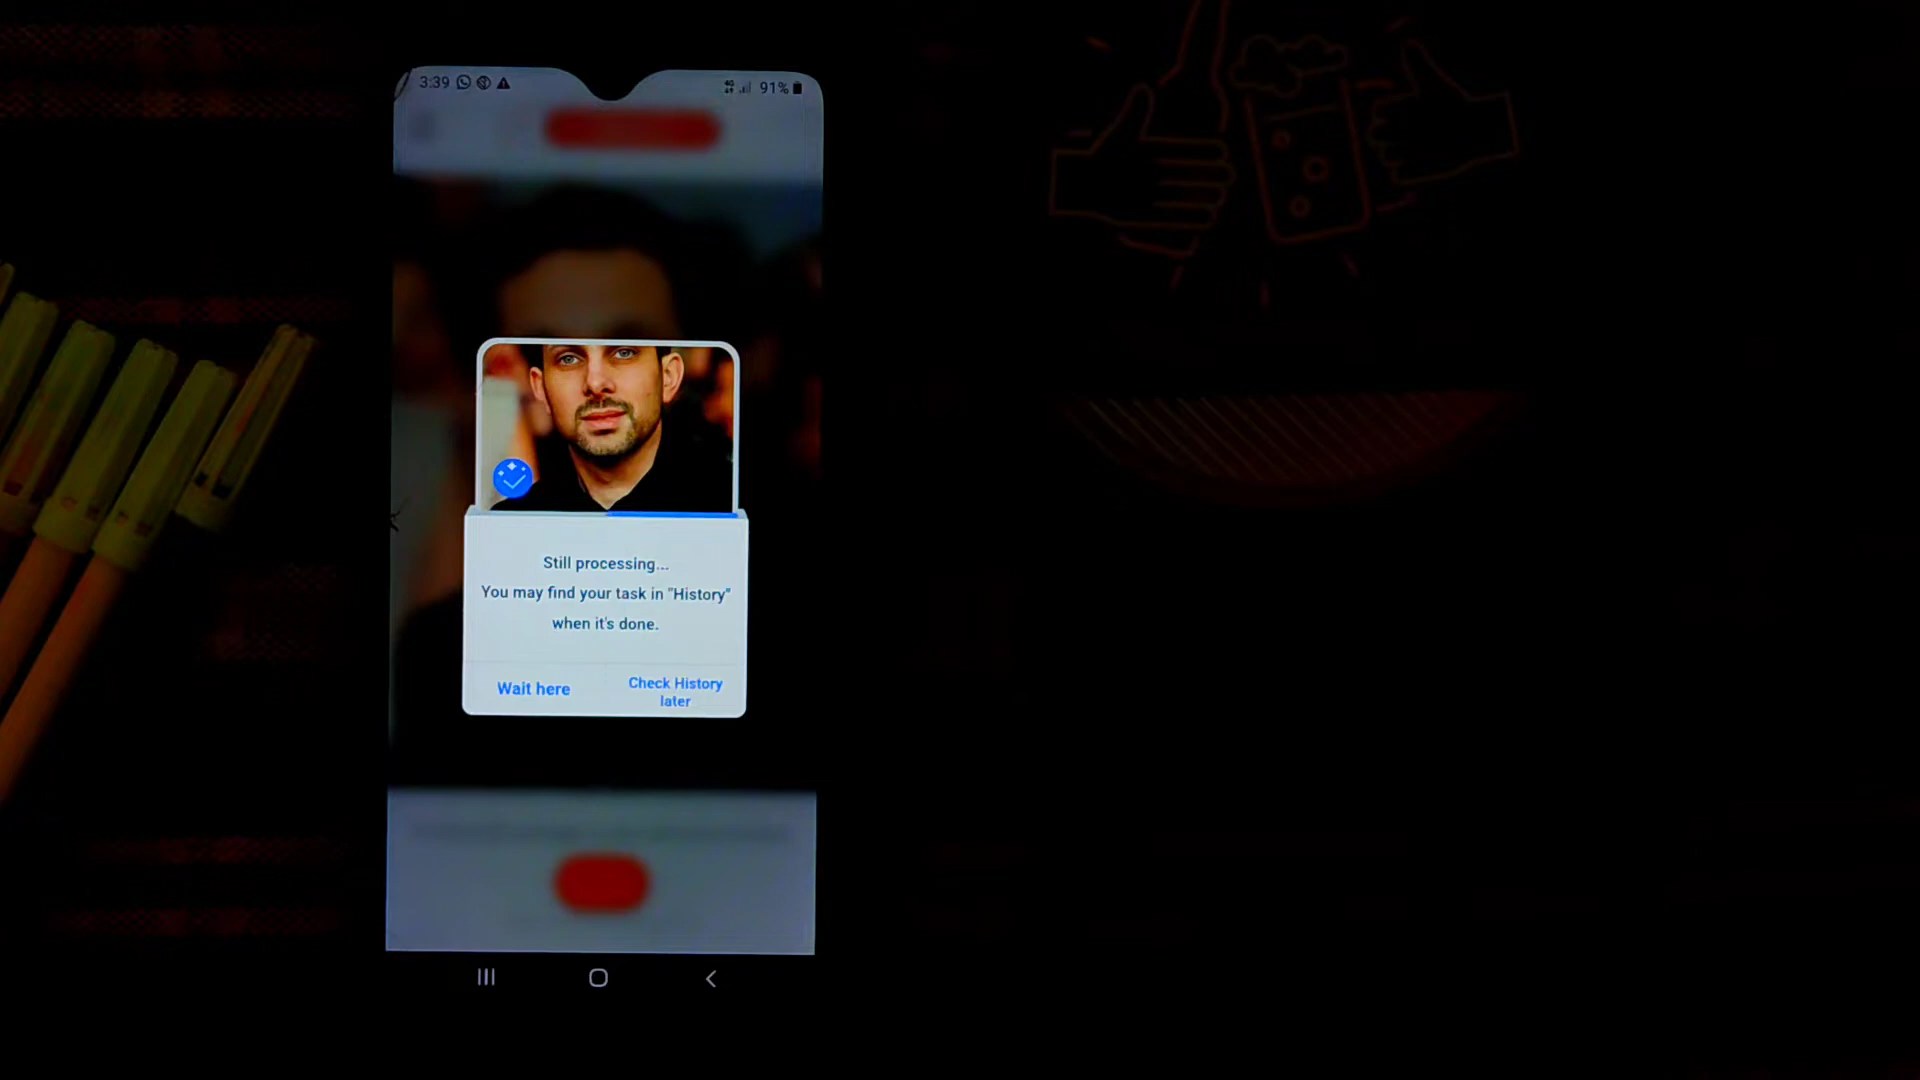 3:39
91%
Still processing...
You may find your task in "History"
when it's done.
Wait here
Check History
later